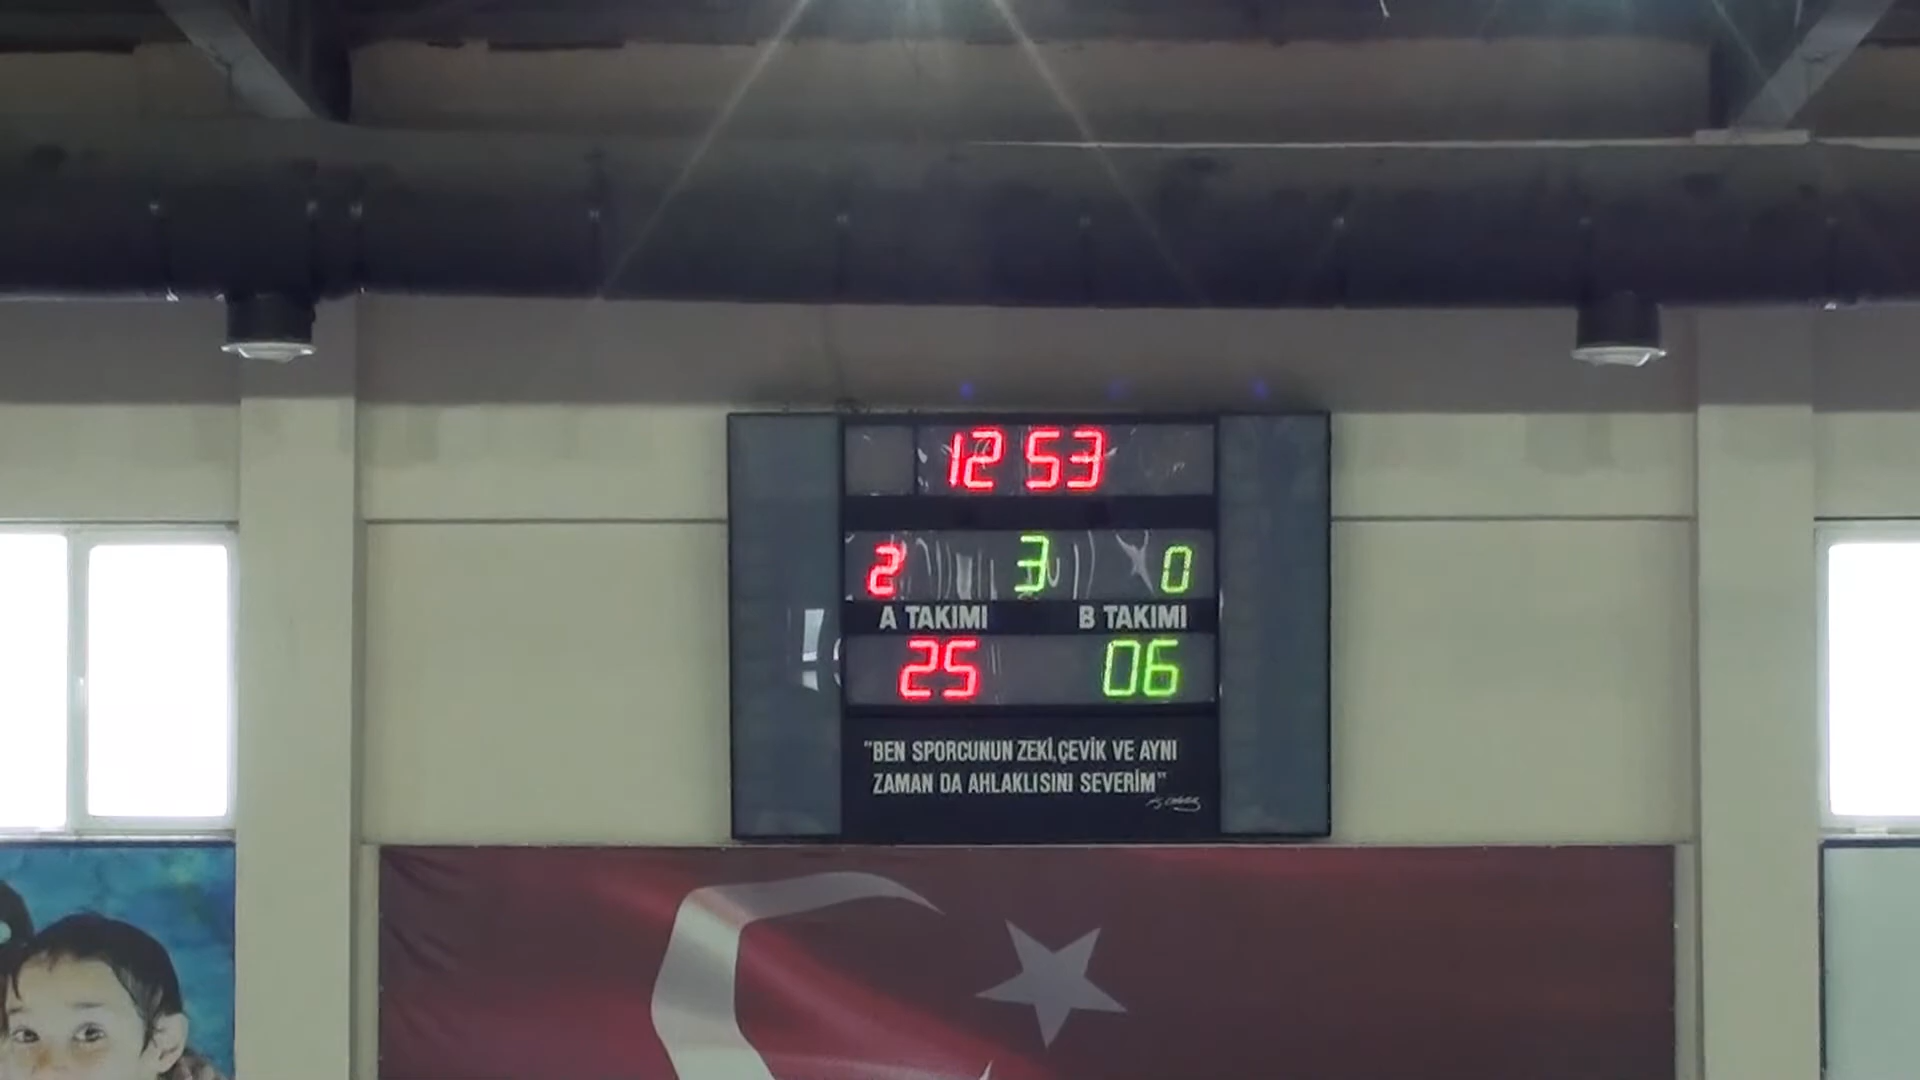 12 53
2 3 0
A TAKIMI B TAKIMI
25 06
"BEN SPORCUNUN ZEKİ,ÇEVİK VE AYNI
ZAMAN DA AHLAKLISINI SEVERİM"